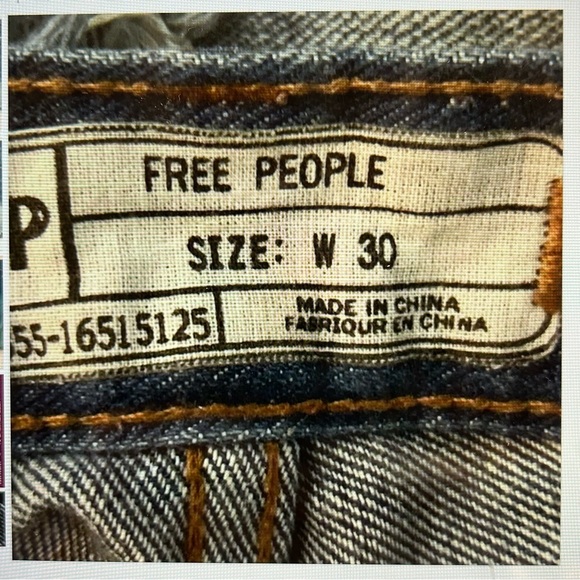 FREE PEOPLE
P
SIZE: W 30
55-16515125
MADE IN CHINA
FABRIQUR EN CHINA